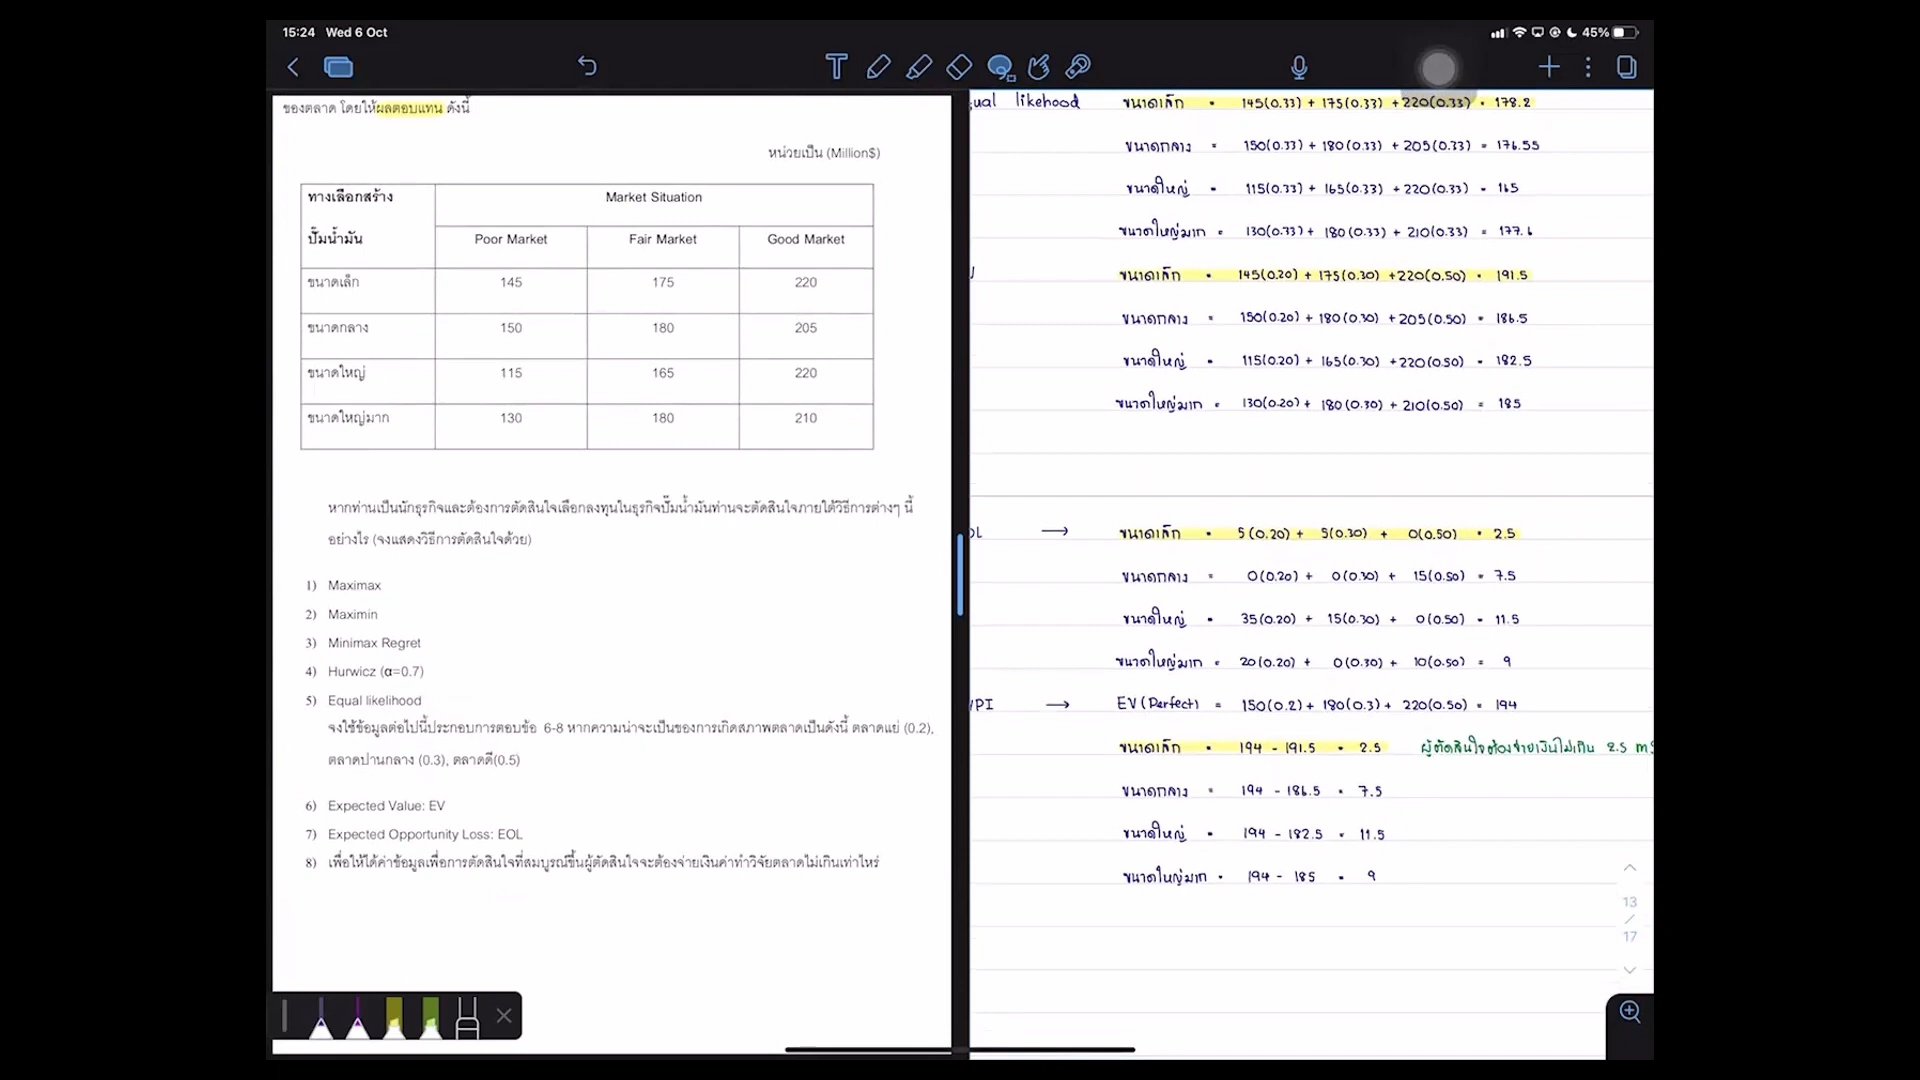 15:24 Wed 6 Oct
45%
ของตลาด โดยให้ผลตอบแทน ดังนี้
หน่วยเป็น (Million$)
ทางเลือกสร้าง Market Situation
ปั๊มน้ำมัน Poor Market Fair Market Good Market
ขนาดเล็ก 145 175 220
ขนาดกลาง 150 180 205
ขนาดใหญ่ 115 165 220
ขนาดใหญ่มาก 130 180 210
หากท่านเป็นนักธุรกิจและต้องการตัดสินใจเลือกลงทุนในธุรกิจปั๊มน้ำมันท่านจะตัดสินใจภายใต้วิธีการต่างๆ นี้
อย่างไร (จงแสดงวิธีการตัดสินใจด้วย)
1) Maximax
2) Maximin
3) Minimax Regret
4) Hurwicz (α=0.7)
5) Equal likelihood
จงใช้ข้อมูลต่อไปนี้ประกอบการตอบข้อ 6-8 หากความน่าจะเป็นของการเกิดสภาพตลาดเป็นดังนี้ ตลาดแย่ (0.2),
ตลาดปานกลาง (0.3), ตลาดดี(0.5)
6) Expected Value: EV
7) Expected Opportunity Loss: EOL
8) เพื่อให้ได้ค่าข้อมูลเพื่อการตัดสินใจที่สมบูรณ์ขึ้นผู้ตัดสินใจจะต้องจ่ายเงินค่าทำวิจัยตลาดไม่เกินเท่าไหร่
ual likehood ขนาดเล็ก = 145(0.33) + 175(0.33) +220(0.33) = 178.2
ขนาดกลาง = 150(0.33) + 180(0.33) + 205(0.33) = 176.55
ขนาดใหญ่ = 115(0.33) + 165(0.33) + 220(0.33) = 165
ขนาดใหญ่มาก = 130(0.33) + 180(0.33) + 210(0.33) = 177.6
ขนาดเล็ก = 145(0.20) + 175(0.30) +220(0.50) = 191.5
ขนาดกลาง = 150(0.20) + 180(0.30) +205(0.50) = 186.5
ขนาดใหญ่ = 115(0.20) + 165(0.30) +220(0.50) = 182.5
ขนาดใหญ่มาก = 130(0.20) + 180(0.30) + 210(0.50) = 185
OL → ขนาดเล็ก = 5(0.20) + 5(0.30) + 0(0.50) = 2.5
ขนาดกลาง = 0(0.20) + 0(0.30) + 15(0.50) = 7.5
ขนาดใหญ่ = 35(0.20) + 15(0.30) + 0(0.50) = 11.5
ขนาดใหญ่มาก = 20(0.20) + 0(0.30) + 10(0.50) = 9
VPI → EV (Perfect) = 150(0.2) + 180(0.3) + 220(0.50) = 194
ขนาดเล็ก = 194 - 191.5 = 2.5 ผู้ตัดสินใจต้องจ่ายเงินไม่เกิน 2.5 m$
ขนาดกลาง = 194 - 186.5 = 7.5
ขนาดใหญ่ = 194 - 182.5 = 11.5
ขนาดใหญ่มาก = 194 - 185 = 9
13
/
17